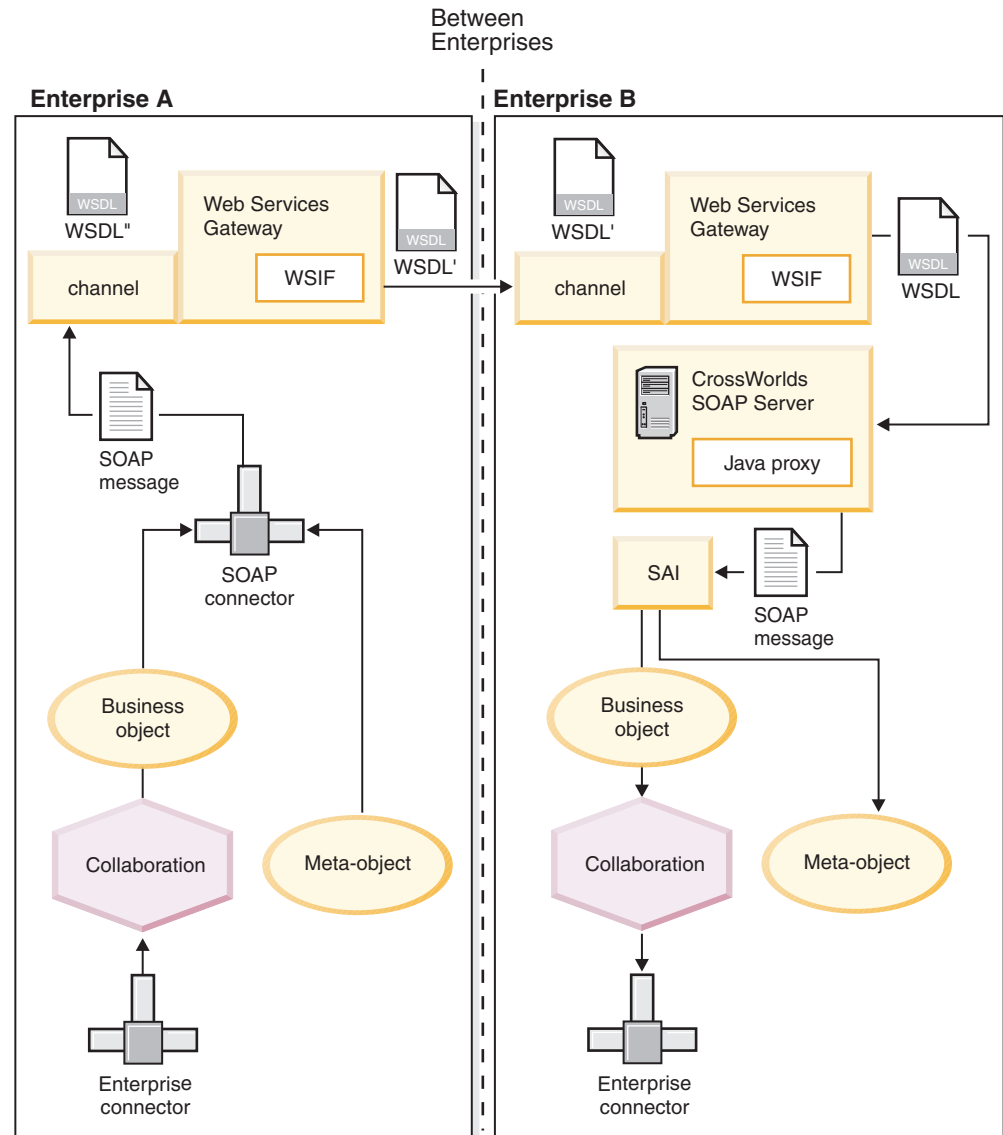 Between
Enterprises
Enterprise A
WSDL
WSDL"
Web Services
Gateway
WSIF
channel
WSDL
WSDL'
SOAP
message
SOAP
connector
Business
object
Collaboration
Meta-object
Enterprise
connector
Enterprise B
WSDL
WSDL'
Web Services
Gateway
WSIF
channel
WSDL
WSDL
CrossWorlds
SOAP Server
Java proxy
SAI
SOAP
message
Business
object
Collaboration
Meta-object
Enterprise
connector